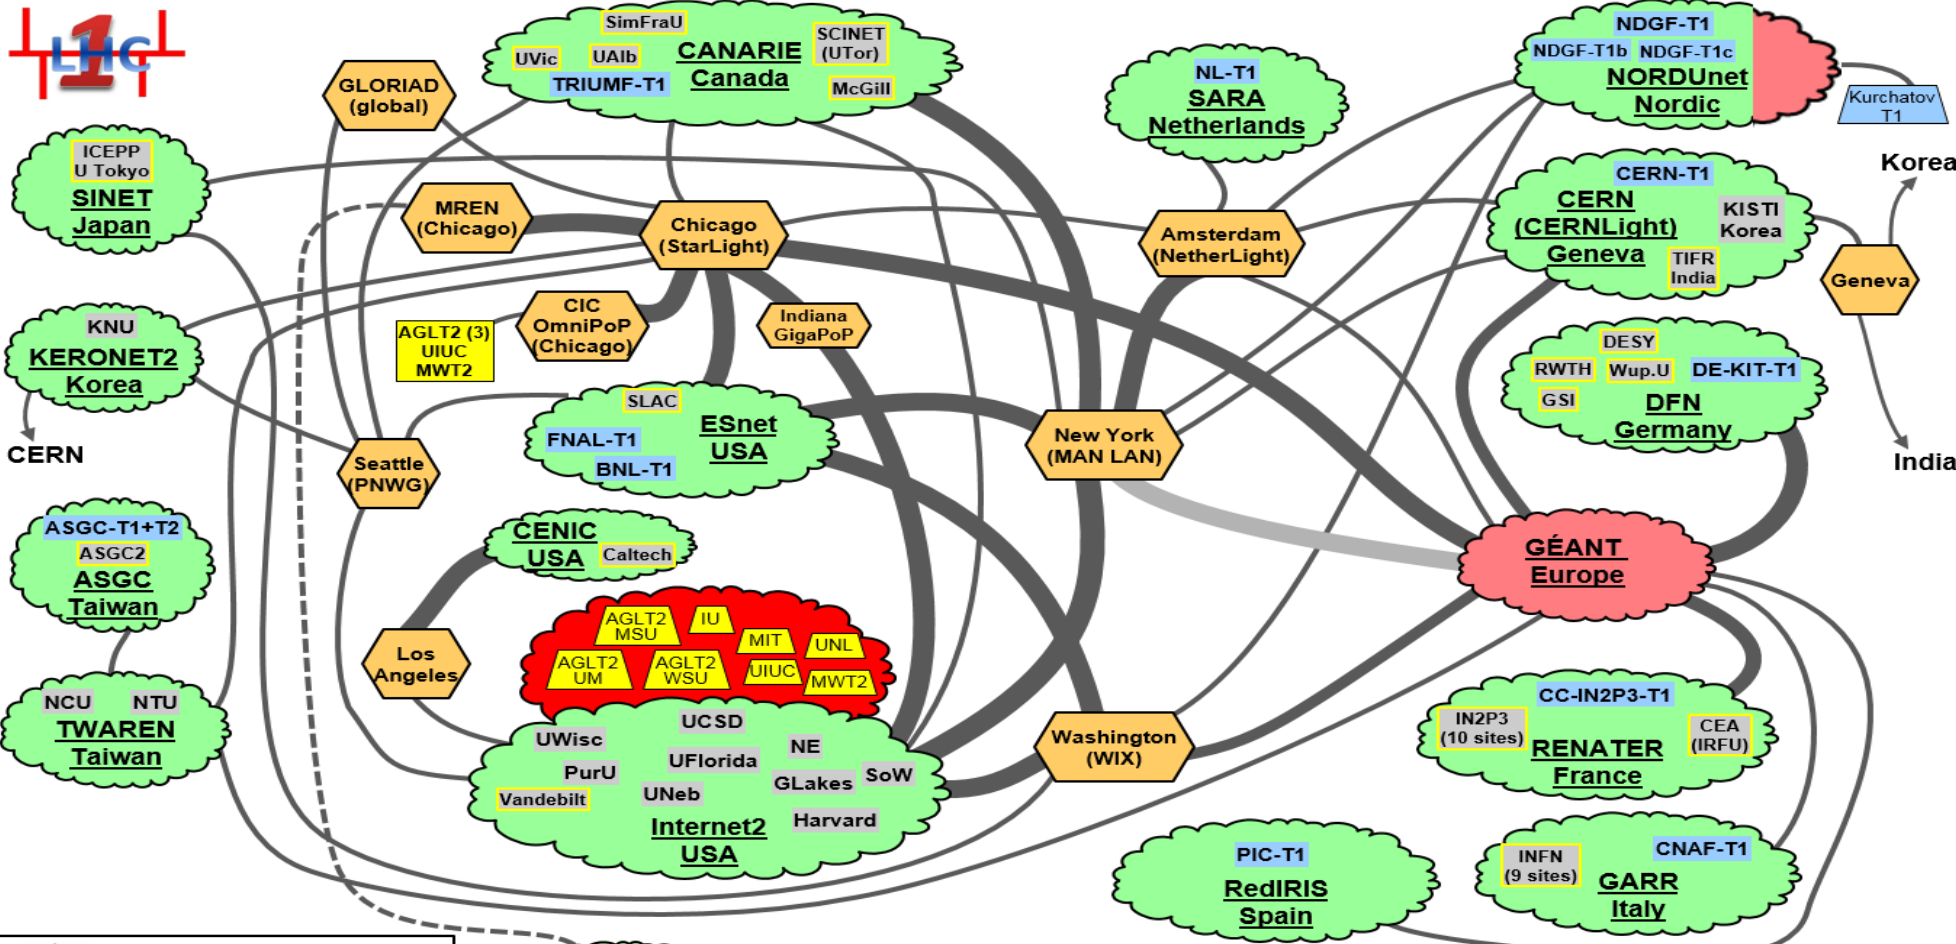 LHC
1
SimFraU
UVic
UAlb
CANARIE
Canada
SCINET
(UTor)
TRIUMF-T1
McGill
GLORIAD
(global)
NL-T1
SARA
Netherlands
NDGF-T1
NDGF-T1b
NDGF-T1c
NORDUnet
Nordic
Kurchatov
T1
ICEPP
U Tokyo
SINET
Japan
MREN
(Chicago)
Chicago
(StarLight)
Amsterdam
(NetherLight)
CERN-T1
CERN
(CERNLight)
Geneva
KISTI
Korea
TIFR
India
Korea
Geneva
India
KNU
KERONET2
Korea
CERN
AGLT2 (3)
UIUC
MWT2
CIC
OmniPoP
(Chicago)
Indiana
GigaPoP
DESY
RWTH
Wup.U
DE-KIT-T1
GSI
DFN
Germany
SLAC
ESnet
USA
FNAL-T1
BNL-T1
New York
(MAN LAN)
Seattle
(PNWG)
ASGC-T1+T2
ASGC2
ASGC
Taiwan
CENIC
USA
Caltech
GÉANT
Europe
AGLT2
MSU
IU
MIT
UNL
AGLT2
UM
AGLT2
WSU
UIUC
MWT2
Los
Angeles
NCU
NTU
TWAREN
Taiwan
UCSD
UWisc
NE
UFlorida
PurU
GLakes
SoW
Vandebilt
UNeb
Harvard
Internet2
USA
Washington
(WIX)
CC-IN2P3-T1
IN2P3
(10 sites)
CEA
(IRFU)
RENATER
France
PIC-T1
RedIRIS
Spain
INFN
(9 sites)
CNAF-T1
GARR
Italy